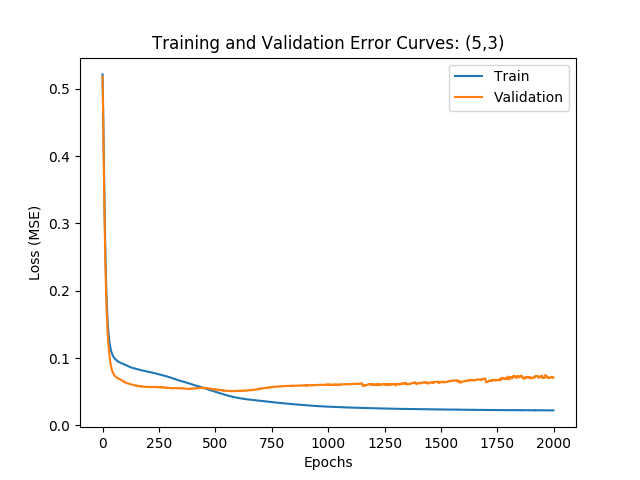 Training and Validation Error Curves: (5,3)
Train
Validation
Loss (MSE)
0.5
0.4
0.3
0.2
0.1
0.0
0 250 500 750 1000 1250 1500 1750 2000
Epochs